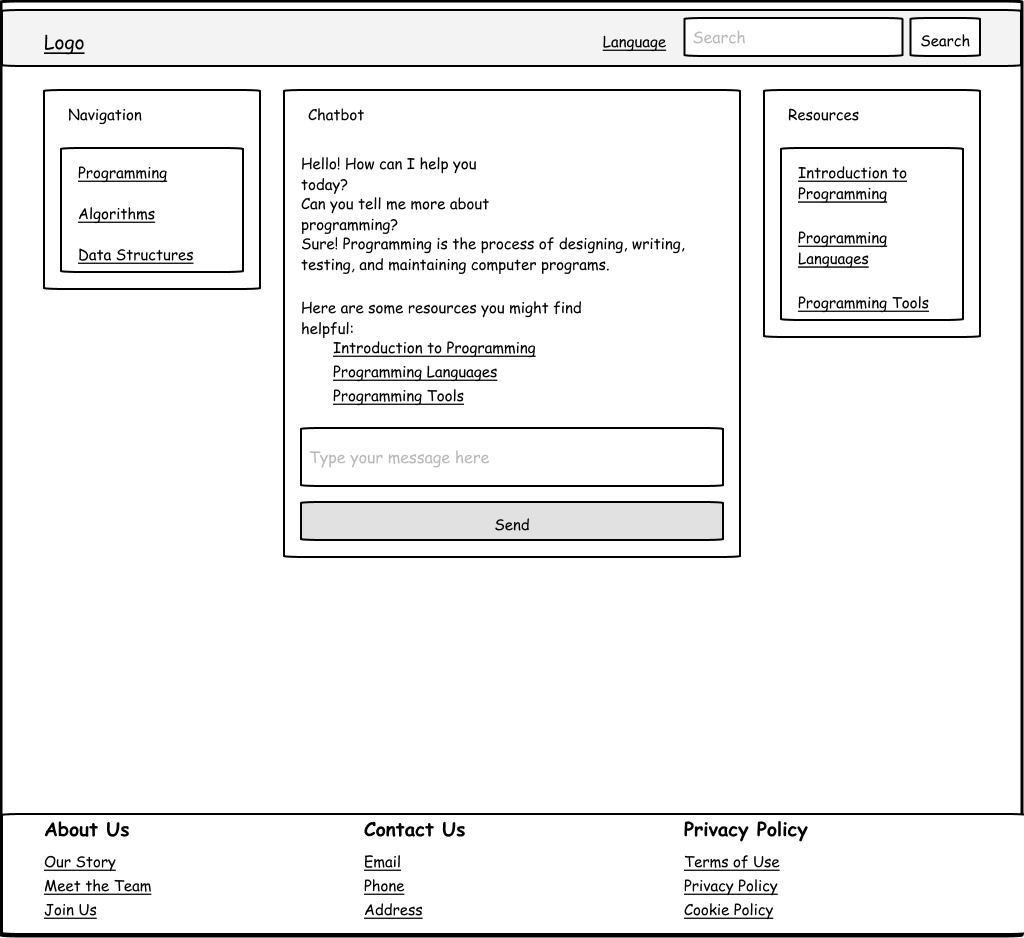 Logo
Language
Search
Search
Navigation
Programming
Algorithms
Data Structures
Chatbot
Hello! How can I help you
today?
Can you tell me more about
programming?
Sure! Programming is the process of designing, writing,
testing, and maintaining computer programs.
Here are some resources you might find
helpful:
Introduction to Programming
Programming Languages
Programming Tools
Type your message here
Send
Resources
Introduction to
Programming
Programming
Languages
Programming Tools
About Us
Our Story
Meet the Team
Join Us
Contact Us
Email
Phone
Address
Privacy Policy
Terms of Use
Privacy Policy
Cookie Policy